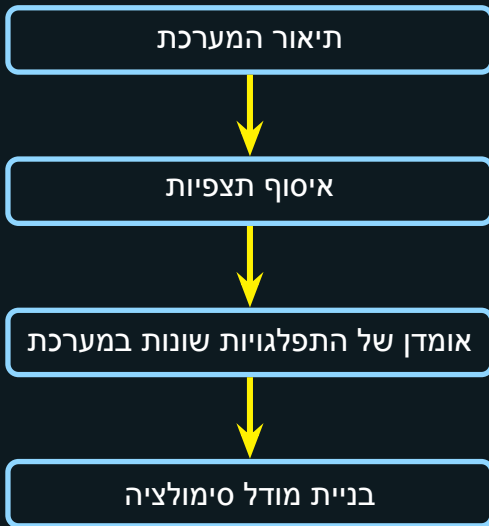 תיאור המערכת
איסוף תצפיות
אומדן של התפלגויות שונות במערכת
בניית מודל סימולציה